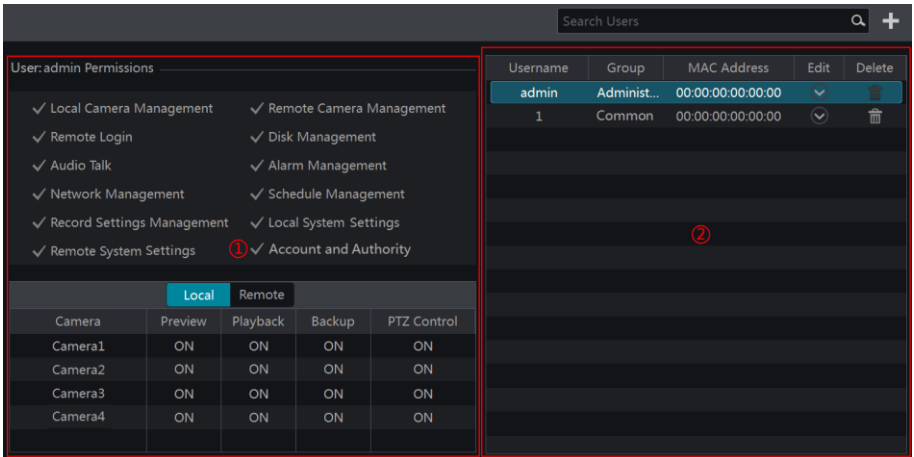 Search Users
User:admin Permissions
Local Camera Management Remote Camera Management
Remote Login Disk Management
Audio Talk Alarm Management
Network Management Schedule Management
Record Settings Management Local System Settings
Remote System Settings ① Account and Authority
Local Remote
Camera Preview Playback Backup PTZ Control
Camera1 ON ON ON ON
Camera2 ON ON ON ON
Camera3 ON ON ON ON
Camera4 ON ON ON ON
Username Group MAC Address Edit Delete
admin Administ... 00:00:00:00:00:00
1 Common 00:00:00:00:00:00
②